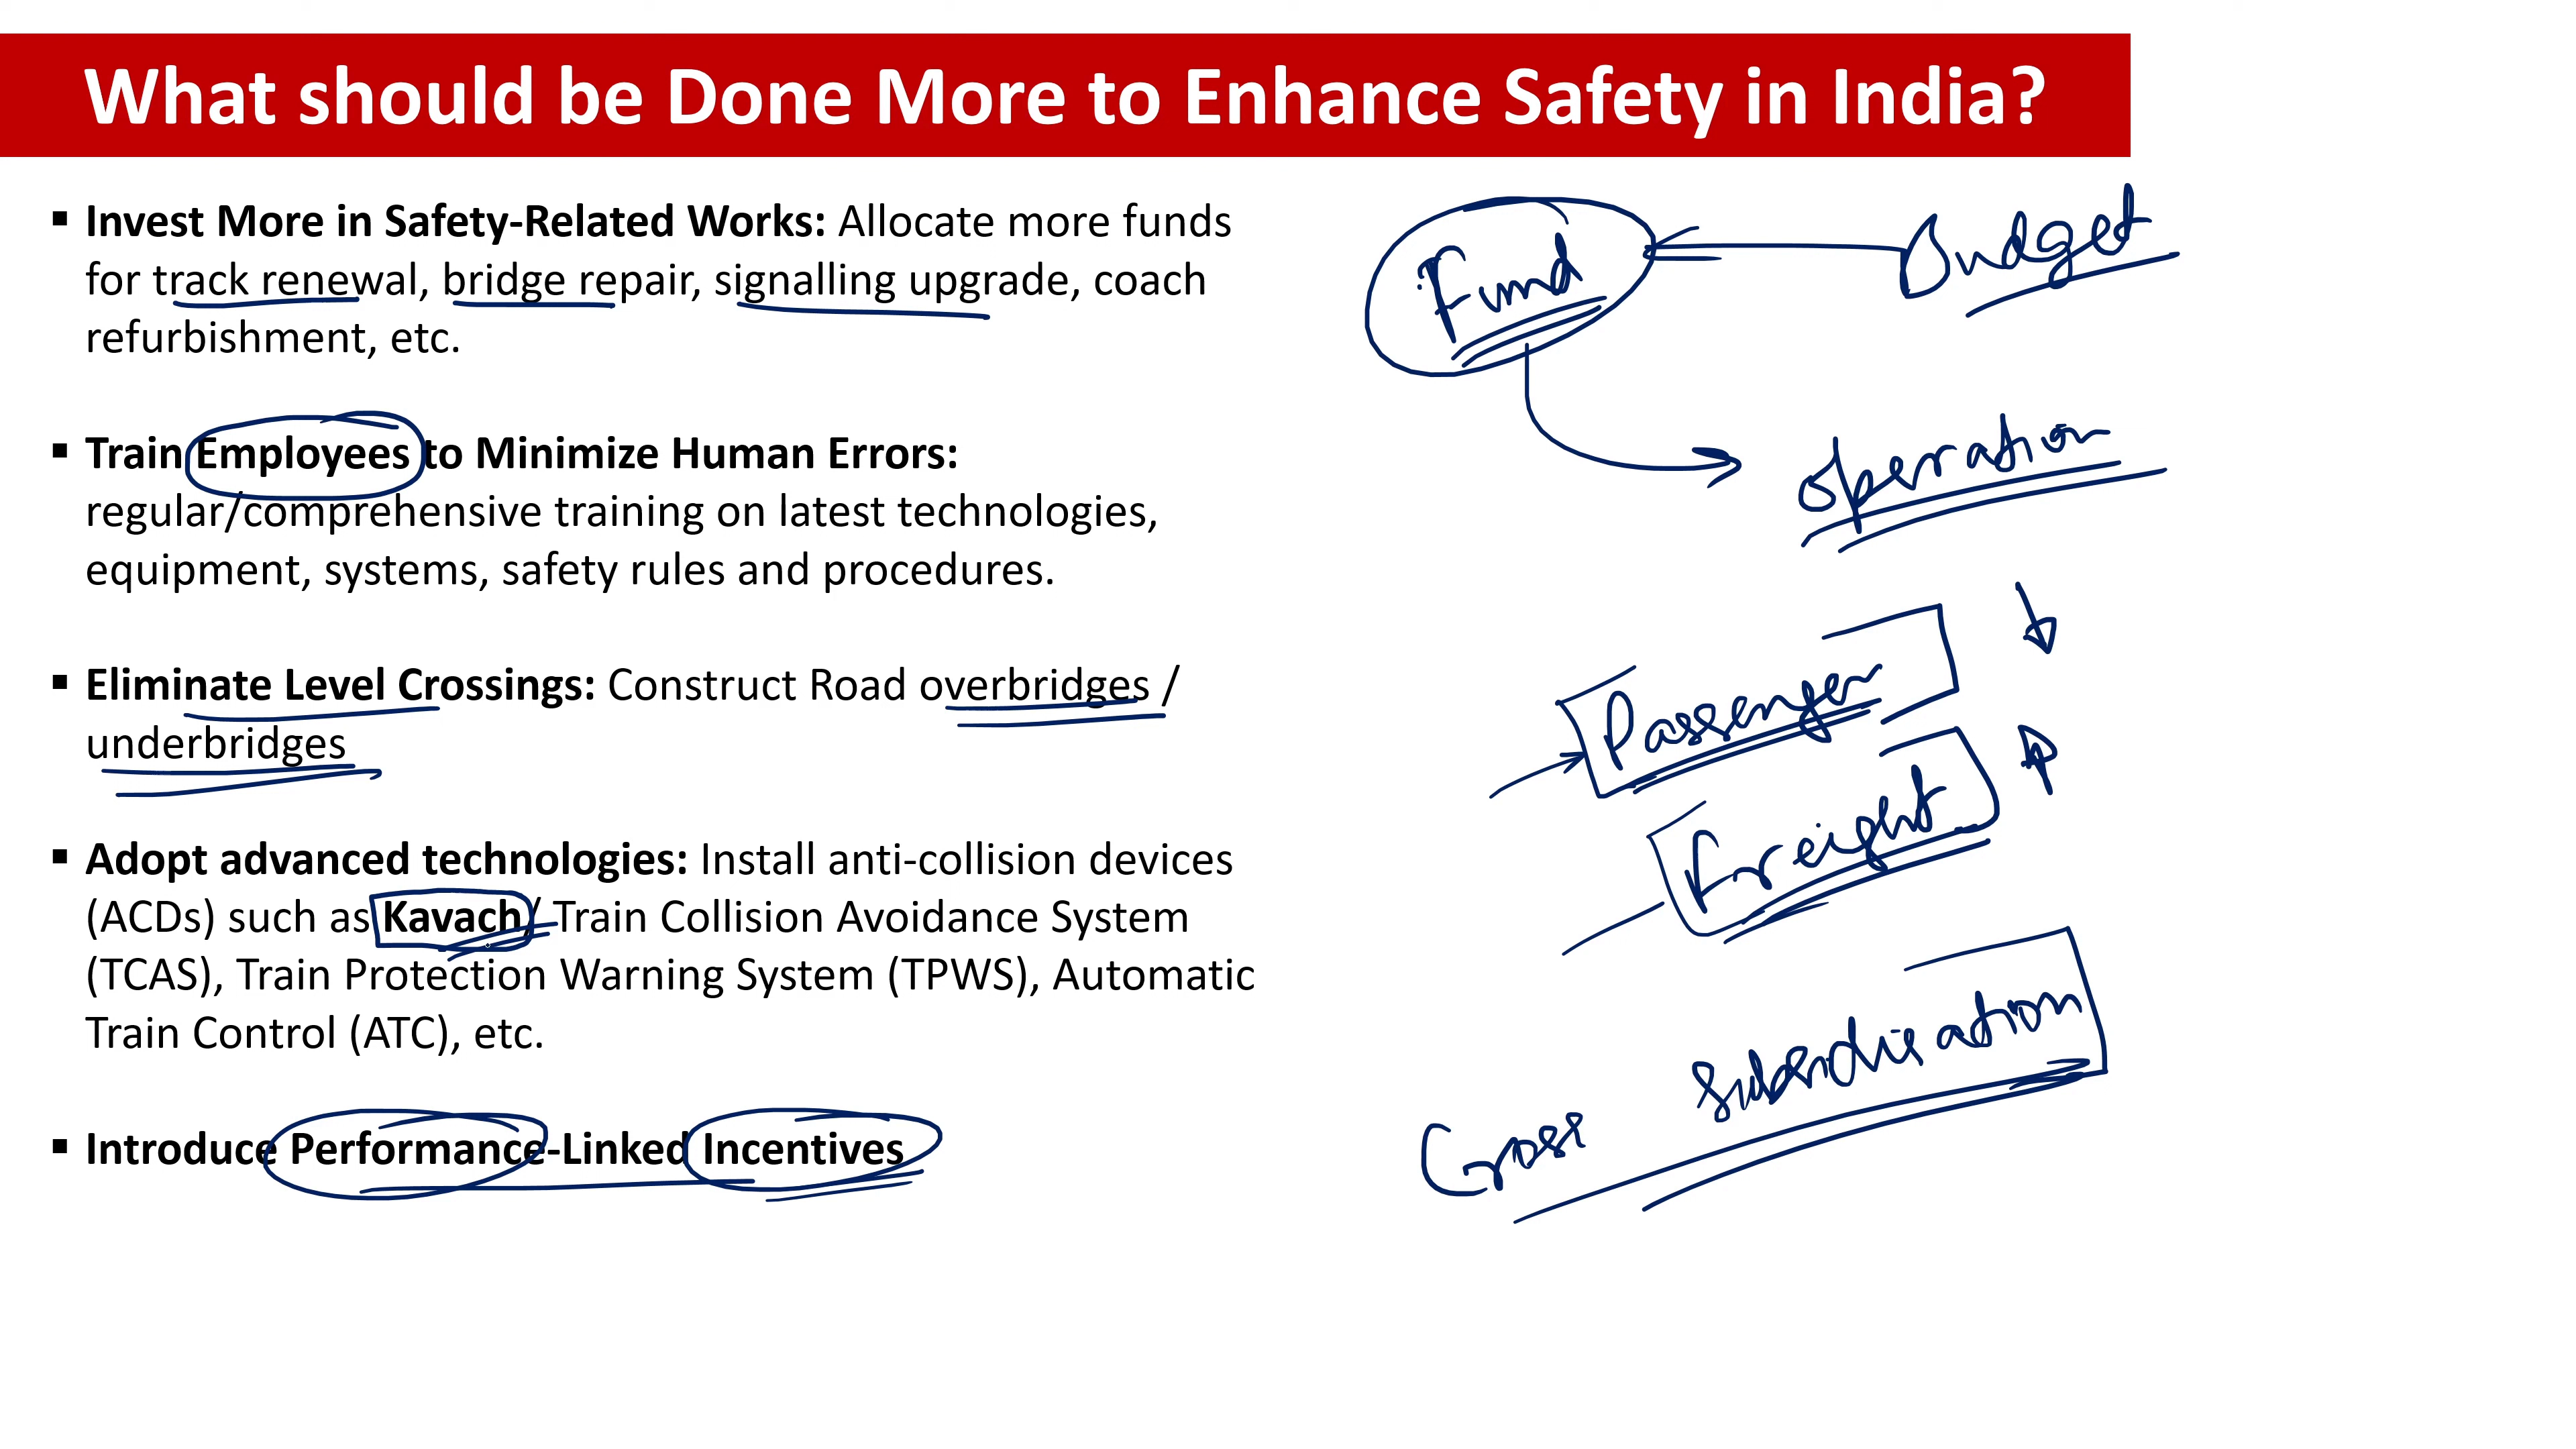 What should be Done More to Enhance Safety in India?
▪ Invest More in Safety-Related Works: Allocate more funds
for track renewal, bridge repair, signalling upgrade, coach
refurbishment, etc.
▪ Train Employees to Minimize Human Errors:
regular/comprehensive training on latest technologies,
equipment, systems, safety rules and procedures.
▪ Eliminate Level Crossings: Construct Road overbridges /
underbridges
▪ Adopt advanced technologies: Install anti-collision devices
(ACDs) such as Kavach/ Train Collision Avoidance System
(TCAS), Train Protection Warning System (TPWS), Automatic
Train Control (ATC), etc.
▪ Introduce Performance-Linked Incentives
Fund
Budget
operation
Passenger
Freight
Cross Subsidisation